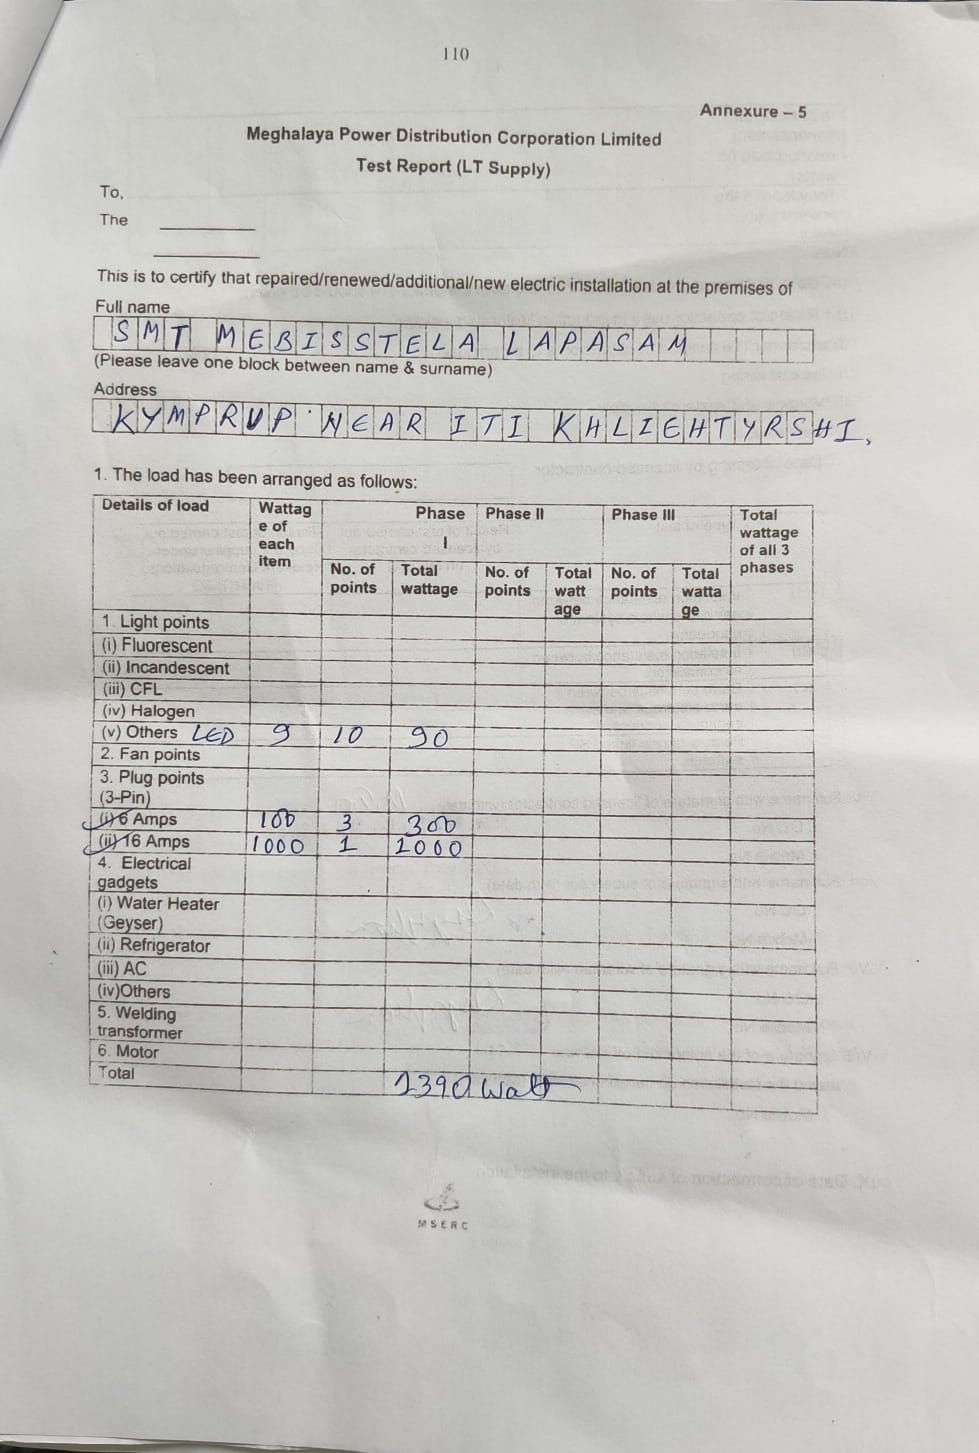 110
Annexure – 5
Meghalaya Power Distribution Corporation Limited
Test Report (LT Supply)
To,
The
This is to certify that repaired/renewed/additional/new electric installation at the premises of
Full name
SMT MEBISSTELA LAPASAM
(Please leave one block between name & surname)
Address
KYMPRUP NEAR ITI KHLIEHTYRSHI,
1. The load has been arranged as follows:
Details of load Wattag e of each item Phase I Phase II Phase III Total wattage of all 3 phases
No. of points Total wattage No. of points Total watt age No. of points Total watta ge
1. Light points
(i) Fluorescent
(ii) Incandescent
(iii) CFL
(iv) Halogen
(v) Others LED 9 10 90
2. Fan points
3. Plug points
(3-Pin)
(i) 6 Amps 100 3 300
(ii) 16 Amps 1000 1 1000
4. Electrical
gadgets
(i) Water Heater
(Geyser)
(ii) Refrigerator
(iii) AC
(iv)Others
5. Welding
transformer
6. Motor
Total 1390 Watt
MSERC